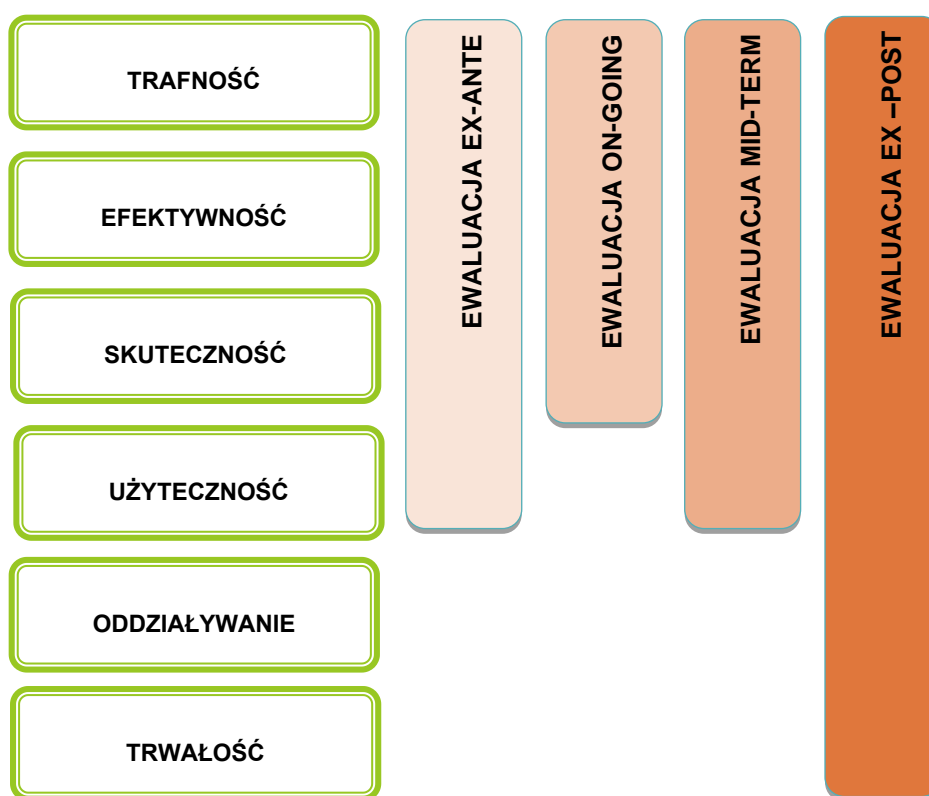 TRAFNOŚĆ
EFEKTYWNOŚĆ
SKUTECZNOŚĆ
UŻYTECZNOŚĆ
ODDZIAŁYWANIE
TRWAŁOŚĆ
EWALUACJA EX-ANTE
EWALUACJA ON-GOING
EWALUACJA MID-TERM
EWALUACJA EX –POST